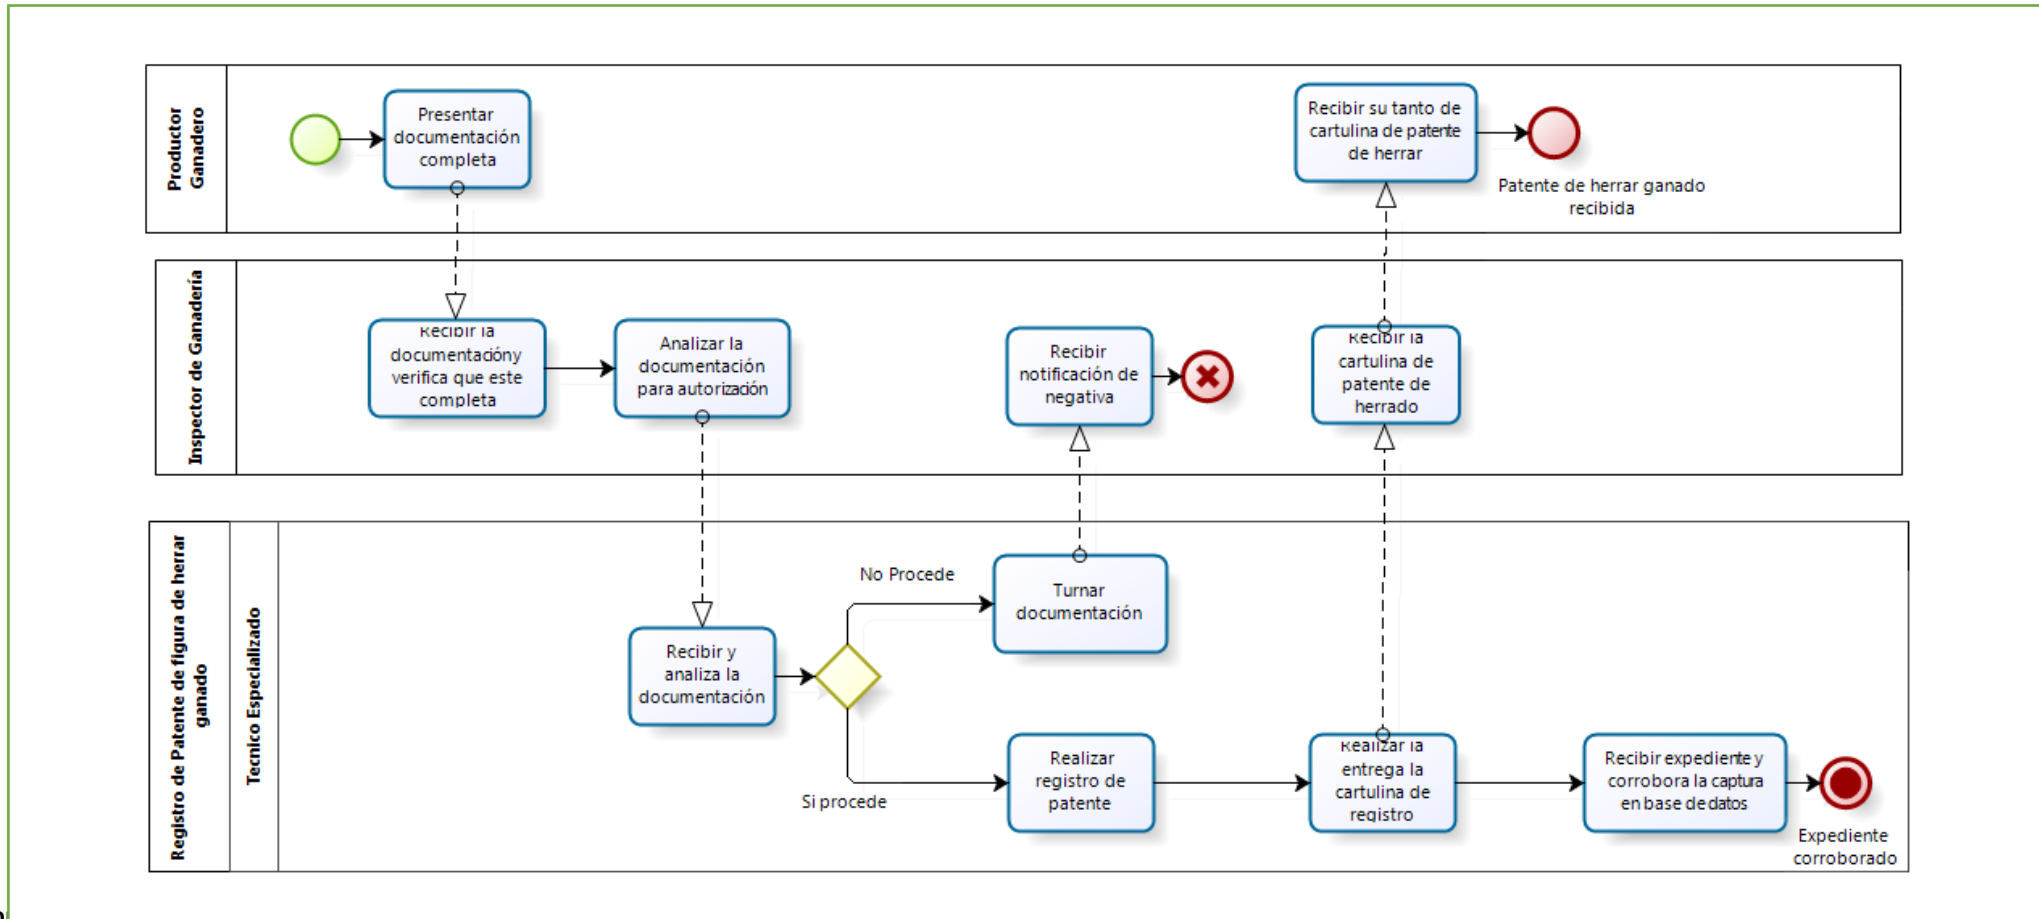 Productor
Ganadero
Presentar
documentación
completa
Recibir su tanto de
cartulina de patente
de herrar
Patente de herrar ganado
recibida
Inspector de Ganadería
Recibir la
documentacióny
verifica que este
completa
Analizar la
documentación
para autorización
Recibir
notificación de
negativa
Recibir la
cartulina de
patente de
herrado
Registro de Patente de figura de herrar
ganado
Tecnico Especializado
Recibir y
analiza la
documentación
No Procede
Si procede
Turnar
documentación
Realizar
registro de
patente
Realizar la
entrega la
cartulina de
registro
Recibir expediente y
corrobora la captura
en base de datos
Expediente
corroborado